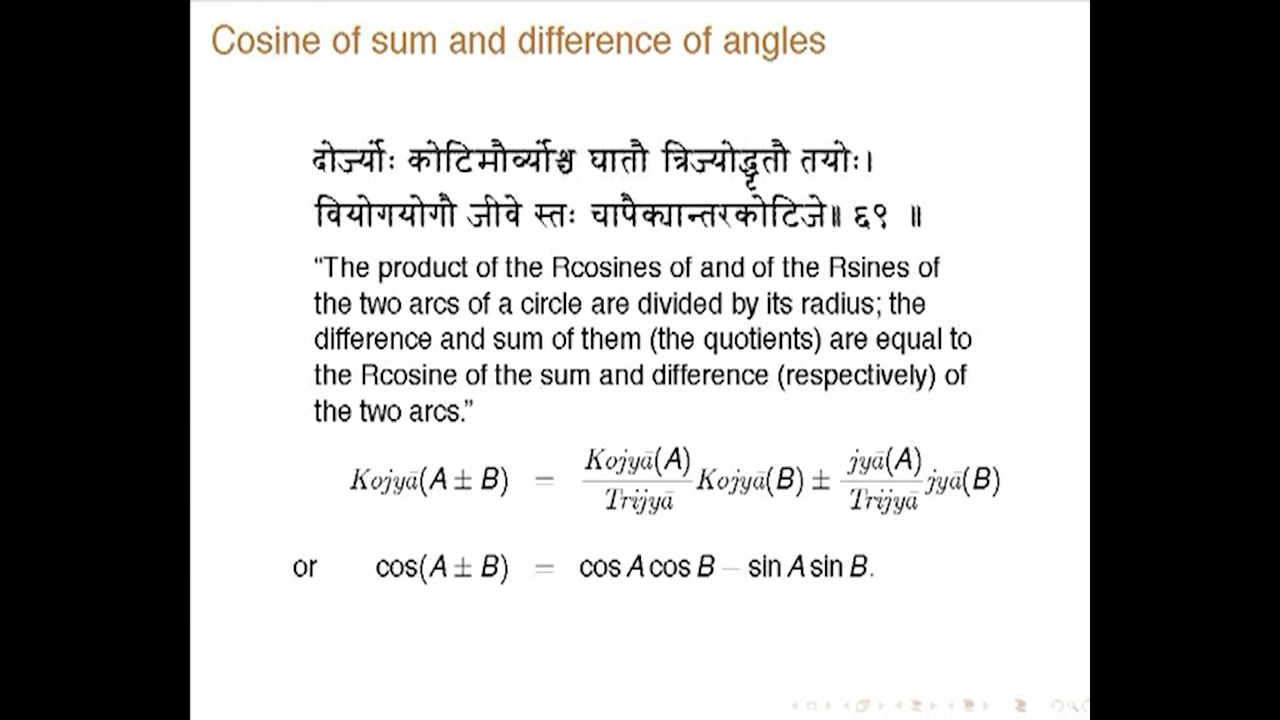 Cosine of sum and difference of angles
दोर्ज्योः कोटिमौर्व्योश्च घातौ त्रिज्योद्धृतौ तयोः।
वियोगयोगौ जीवे स्तः चापैक्यान्तरकोटिजे॥ ६९ ॥
“The product of the Rcosines of and of the Rsines of
the two arcs of a circle are divided by its radius; the
difference and sum of them (the quotients) are equal to
the Rcosine of the sum and difference (respectively) of
the two arcs.”
Kojyā(A ± B) = Kojyā(A)/Trijyā Kojyā(B) ± jyā(A)/Trijyā jyā(B)
or cos(A ± B) = cos A cos B − sin A sin B.